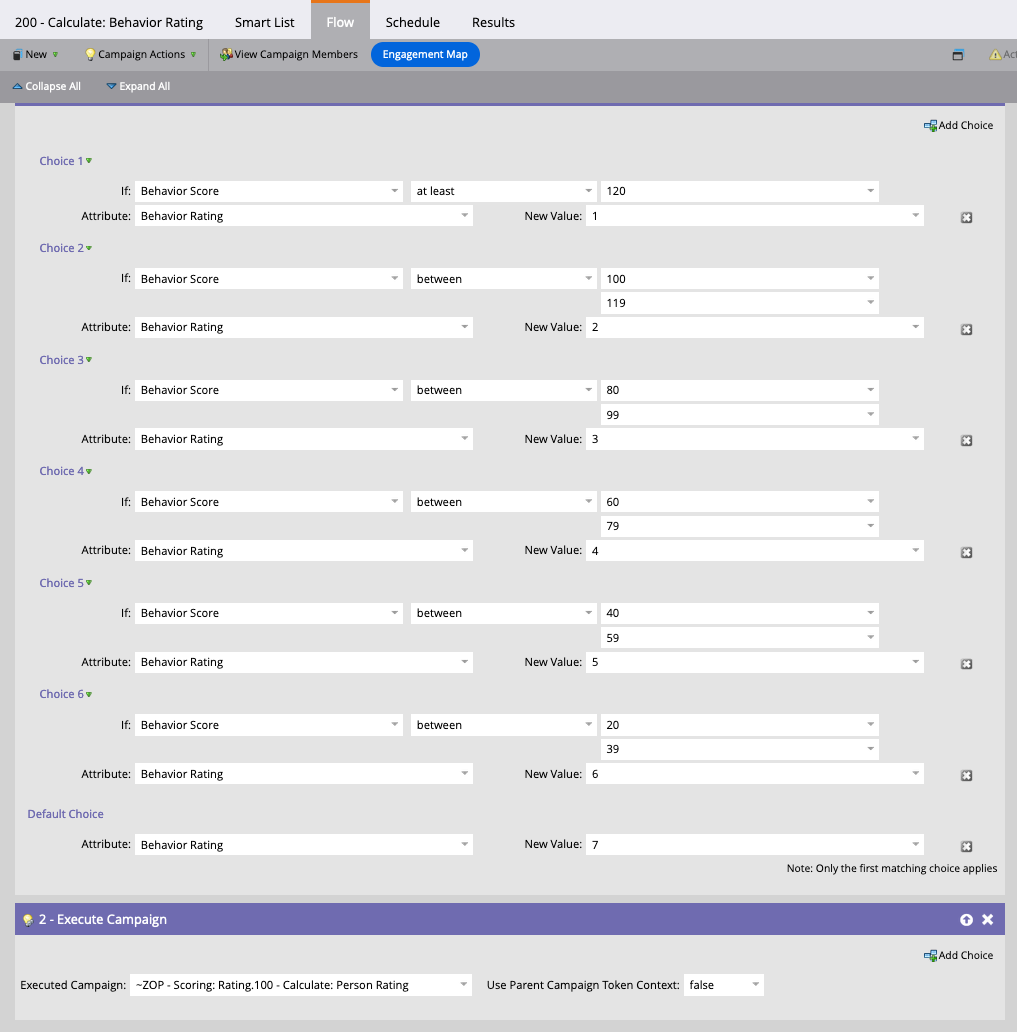 200 - Calculate: Behavior Rating Smart List Flow Schedule Results
New Campaign Actions View Campaign Members Engagement Map
Collapse All Expand All
Add Choice
Choice 1
If: Behavior Score at least 120
Attribute: Behavior Rating New Value: 1
Choice 2
If: Behavior Score between 100
119
Attribute: Behavior Rating New Value: 2
Choice 3
If: Behavior Score between 80
99
Attribute: Behavior Rating New Value: 3
Choice 4
If: Behavior Score between 60
79
Attribute: Behavior Rating New Value: 4
Choice 5
If: Behavior Score between 40
59
Attribute: Behavior Rating New Value: 5
Choice 6
If: Behavior Score between 20
39
Attribute: Behavior Rating New Value: 6
Default Choice
Attribute: Behavior Rating New Value: 7
Note: Only the first matching choice applies
2 - Execute Campaign
Add Choice
Executed Campaign: ~ZOP - Scoring: Rating.100 - Calculate: Person Rating Use Parent Campaign Token Context: false